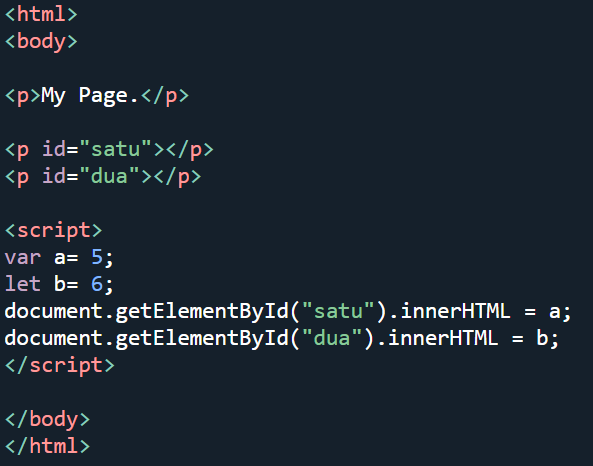 <html>
<body>
<p>My Page.</p>
<p id="satu"></p>
<p id="dua"></p>
<script>
var a= 5;
let b= 6;
document.getElementById("satu").innerHTML = a;
document.getElementById("dua").innerHTML = b;
</script>
</body>
</html>